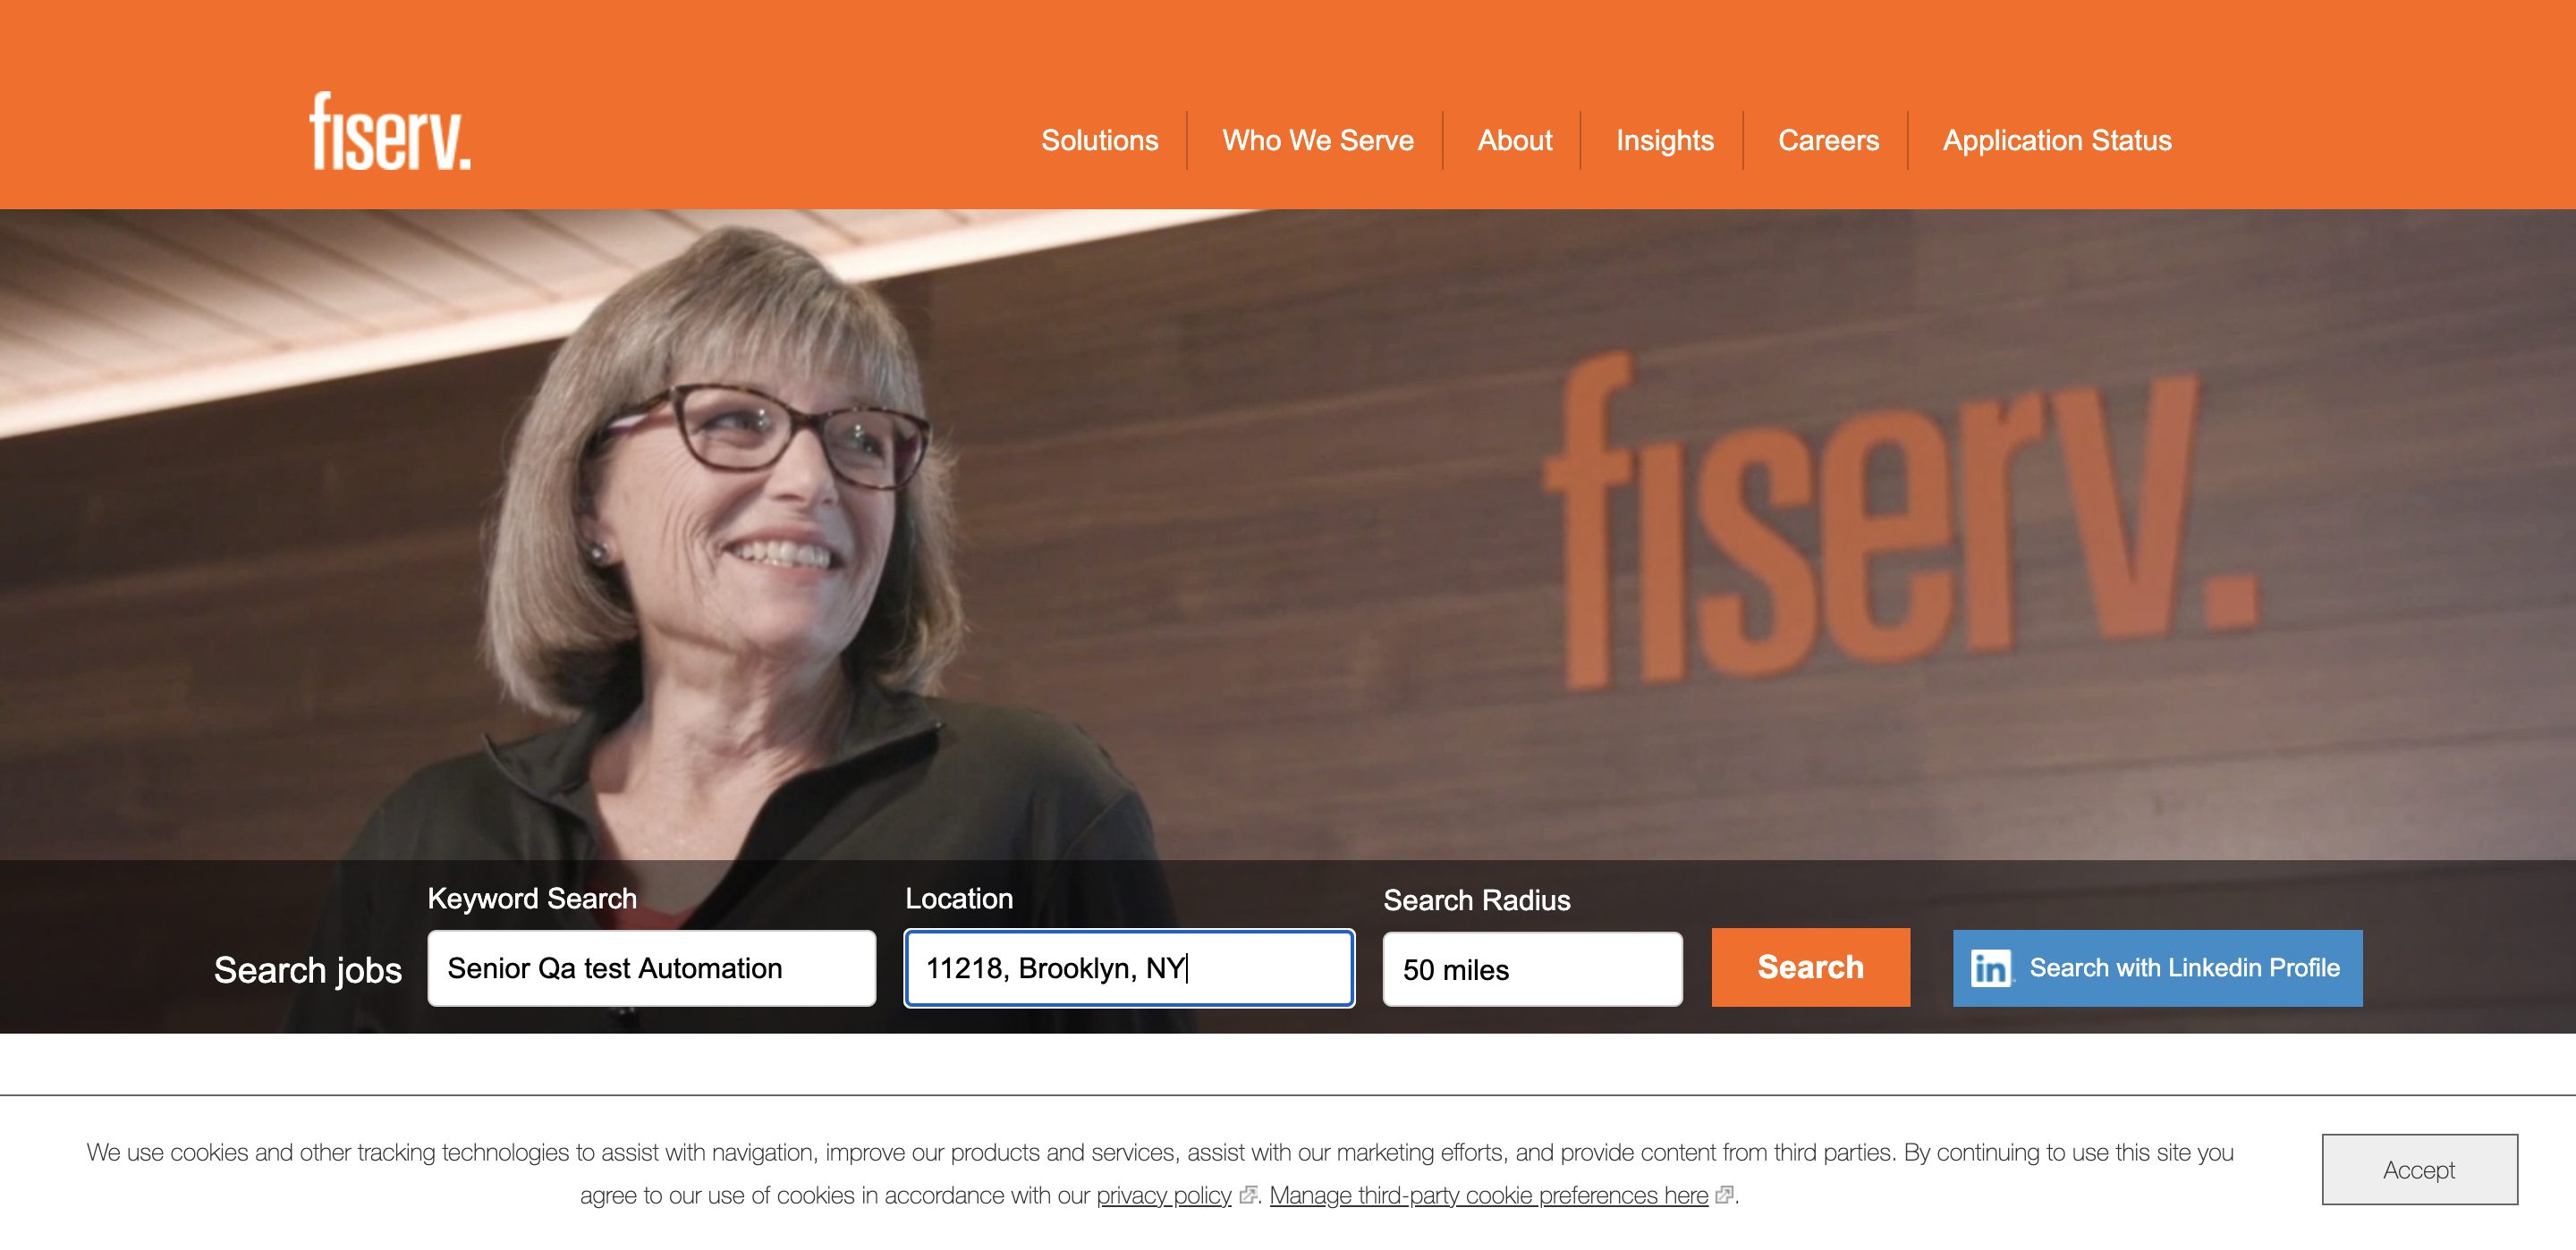 fiserv.
Solutions
Who We Serve
About
Insights
Careers
Application Status
fiserv.
Search jobs
Keyword Search
Senior Qa test Automation
Location
11218, Brooklyn, NY
Search Radius
50 miles
Search
in Search with Linkedin Profile
We use cookies and other tracking technologies to assist with navigation, improve our products and services, assist with our marketing efforts, and provide content from third parties. By continuing to use this site you
agree to our use of cookies in accordance with our privacy policy. Manage third-party cookie preferences here.
Accept